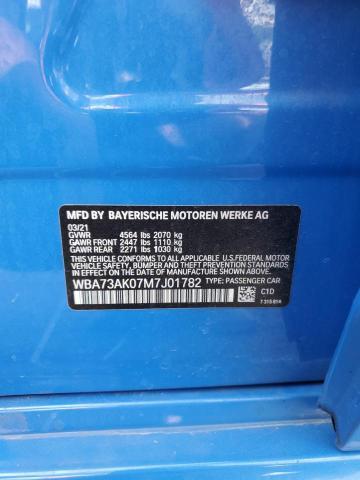 MFD BY BAYERISCHE MOTOREN WERKE AG
03/21
GVWR 4564 lbs 2070 kg
GAWR FRONT 2447 lbs 1110 kg
GAWR REAR 2271 lbs 1030 kg
THIS VEHICLE CONFORMS TO ALL APPLICABLE U.S. FEDERAL MOTOR
VEHICLE SAFETY, BUMPER, AND THEFT PREVENTION STANDARDS IN
EFFECT ON THE DATE OF MANUFACTURE SHOWN ABOVE.
WBA73AK07M7J01782 TYPE: PASSENGER CAR
C1D